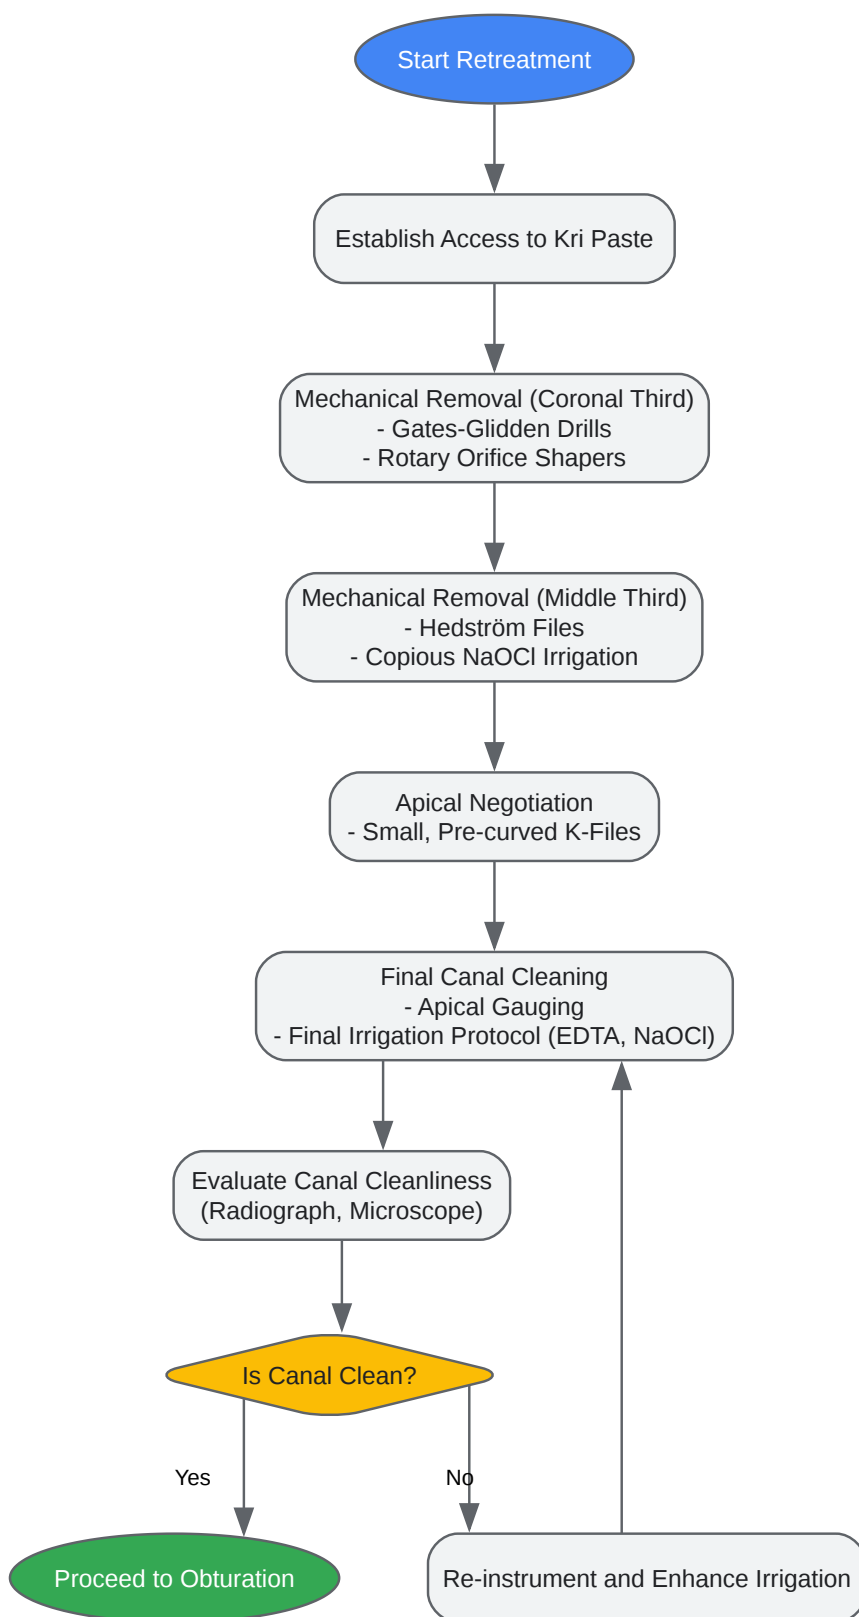 Start Retreatment
Establish Access to Kri Paste
Mechanical Removal (Coronal Third)
- Gates-Glidden Drills
- Rotary Orifice Shapers
Mechanical Removal (Middle Third)
- Hedström Files
- Copious NaOCl Irrigation
Apical Negotiation
- Small, Pre-curved K-Files
Final Canal Cleaning
- Apical Gauging
- Final Irrigation Protocol (EDTA, NaOCl)
Evaluate Canal Cleanliness
(Radiograph, Microscope)
Is Canal Clean?
Yes
No
Proceed to Obturation
Re-instrument and Enhance Irrigation